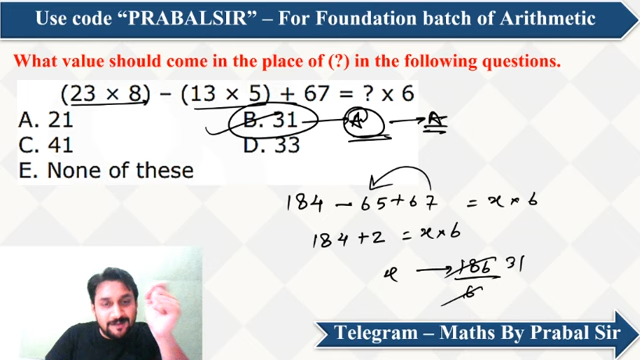 Use code “PRABALSIR” – For Foundation batch of Arithmetic
What value should come in the place of (?) in the following questions.
(23 × 8) − (13 × 5) + 67 = ? x 6
A. 21 B. 31 A → A
C. 41 D. 33
E. None of these
184 − 65 + 67 = x × 6
184 + 2 = x × 6
x → 186 31
6
Telegram – Maths By Prabal Sir